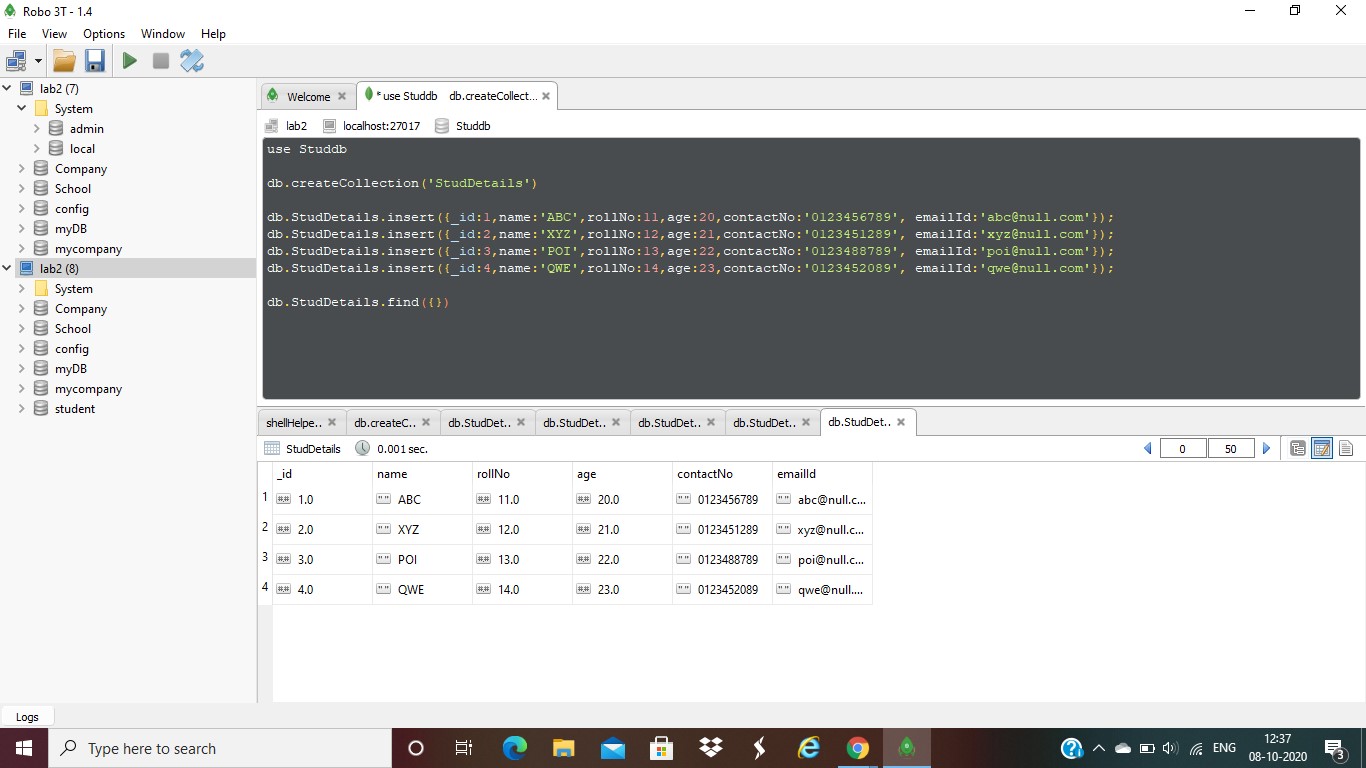 Robo 3T - 1.4
File View Options Window Help
lab2 (7)
System
admin
local
Company
School
config
myDB
mycompany
lab2 (8)
System
Company
School
config
myDB
mycompany
student
Welcome
* use Studdb db.createCollect...
lab2 localhost:27017 Studdb
use Studdb
db.createCollection('StudDetails')
db.StudDetails.insert({_id:1,name:'ABC',rollNo:11,age:20,contactNo:'0123456789', emailId:'abc@null.com'});
db.StudDetails.insert({_id:2,name:'XYZ',rollNo:12,age:21,contactNo:'0123451289', emailId:'xyz@null.com'});
db.StudDetails.insert({_id:3,name:'POI',rollNo:13,age:22,contactNo:'0123488789', emailId:'poi@null.com'});
db.StudDetails.insert({_id:4,name:'QWE',rollNo:14,age:23,contactNo:'0123452089', emailId:'qwe@null.com'});
db.StudDetails.find({})
shellHelpe.. db.createC.. db.StudDet.. db.StudDet.. db.StudDet.. db.StudDet.. db.StudDet..
StudDetails 0.001 sec. 0 50
_id name rollNo age contactNo emailId
1 1.0 ABC 11.0 20.0 0123456789 abc@null.c...
2 2.0 XYZ 12.0 21.0 0123451289 xyz@null.c...
3 3.0 POI 13.0 22.0 0123488789 poi@null.c...
4 4.0 QWE 14.0 23.0 0123452089 qwe@null....
Logs
Type here to search
ENG
12:37
08-10-2020
3